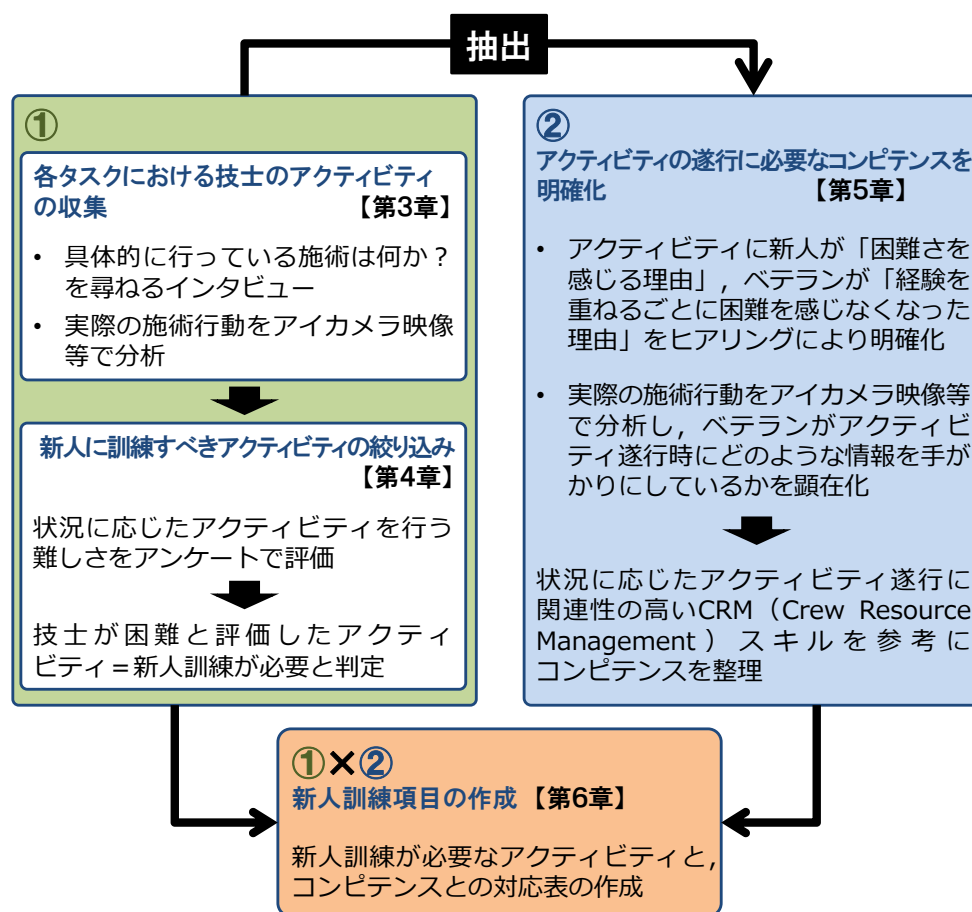 抽出
①
各タスクにおける技士のアクティビティ
の収集 【第3章】
• 具体的に行っている施術は何か？
を尋ねるインタビュー
• 実際の施術行動をアイカメラ映像
等で分析
新人に訓練すべきアクティビティの絞り込み
【第4章】
状況に応じたアクティビティを行う
難しさをアンケートで評価
技士が困難と評価したアクティ
ビティ＝新人訓練が必要と判定
②
アクティビティの遂行に必要なコンピテンスを
明確化 【第5章】
• アクティビティに新人が「困難さを
感じる理由」，ベテランが「経験を
重ねるごとに困難を感じなくなった
理由」をヒアリングにより明確化
• 実際の施術行動をアイカメラ映像等
で分析し，ベテランがアクティビ
ティ遂行時にどのような情報を手が
かりにしているかを顕在化
状況に応じたアクティビティ遂行に
関連性の高いCRM（Crew Resource
Management）スキルを参考に
コンピテンスを整理
①×②
新人訓練項目の作成【第6章】
新人訓練が必要なアクティビティと，
コンピテンスとの対応表の作成